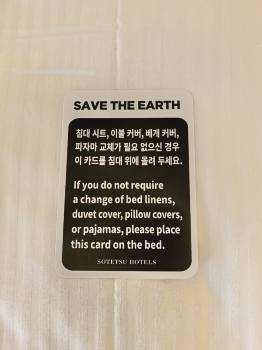 SAVE THE EARTH
침대 시트, 이불 커버, 베개 커버,
파자마 교체가 필요 없으신 경우
이 카드를 침대 위에 올려 두세요.
If you do not require
a change of bed linens,
duvet cover, pillow covers,
or pajamas, please place
this card on the bed.
SOTETSU HOTELS